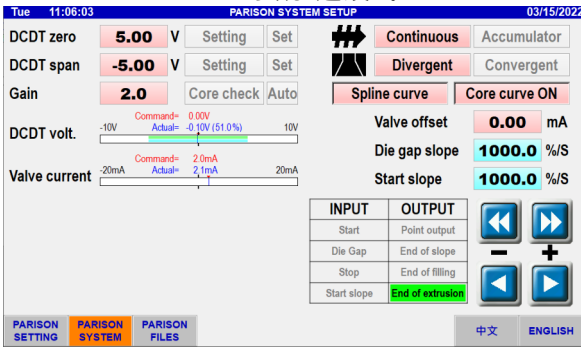 Tue 11:06:03 PARISON SYSTEM SETUP 03/15/2022
DCDT zero 5.00 V Setting Set Continuous Accumulator
DCDT span -5.00 V Setting Set Divergent Convergent
Gain 2.0 Core check Auto Spline curve Core curve ON
Command= 0.00V
DCDT volt. -10V Actual= -0.10V (51.0%) 10V
Valve offset 0.00 mA
Die gap slope 1000.0 %/S
Command= 2.0mA
Valve current -20mA Actual= 2.1mA 20mA
Start slope 1000.0 %/S
INPUT OUTPUT
Start Point output
Die Gap End of slope
Stop End of filling
Start slope End of extrusion
− +
PARISON SETTING
PARISON SYSTEM
PARISON FILES
中文 ENGLISH